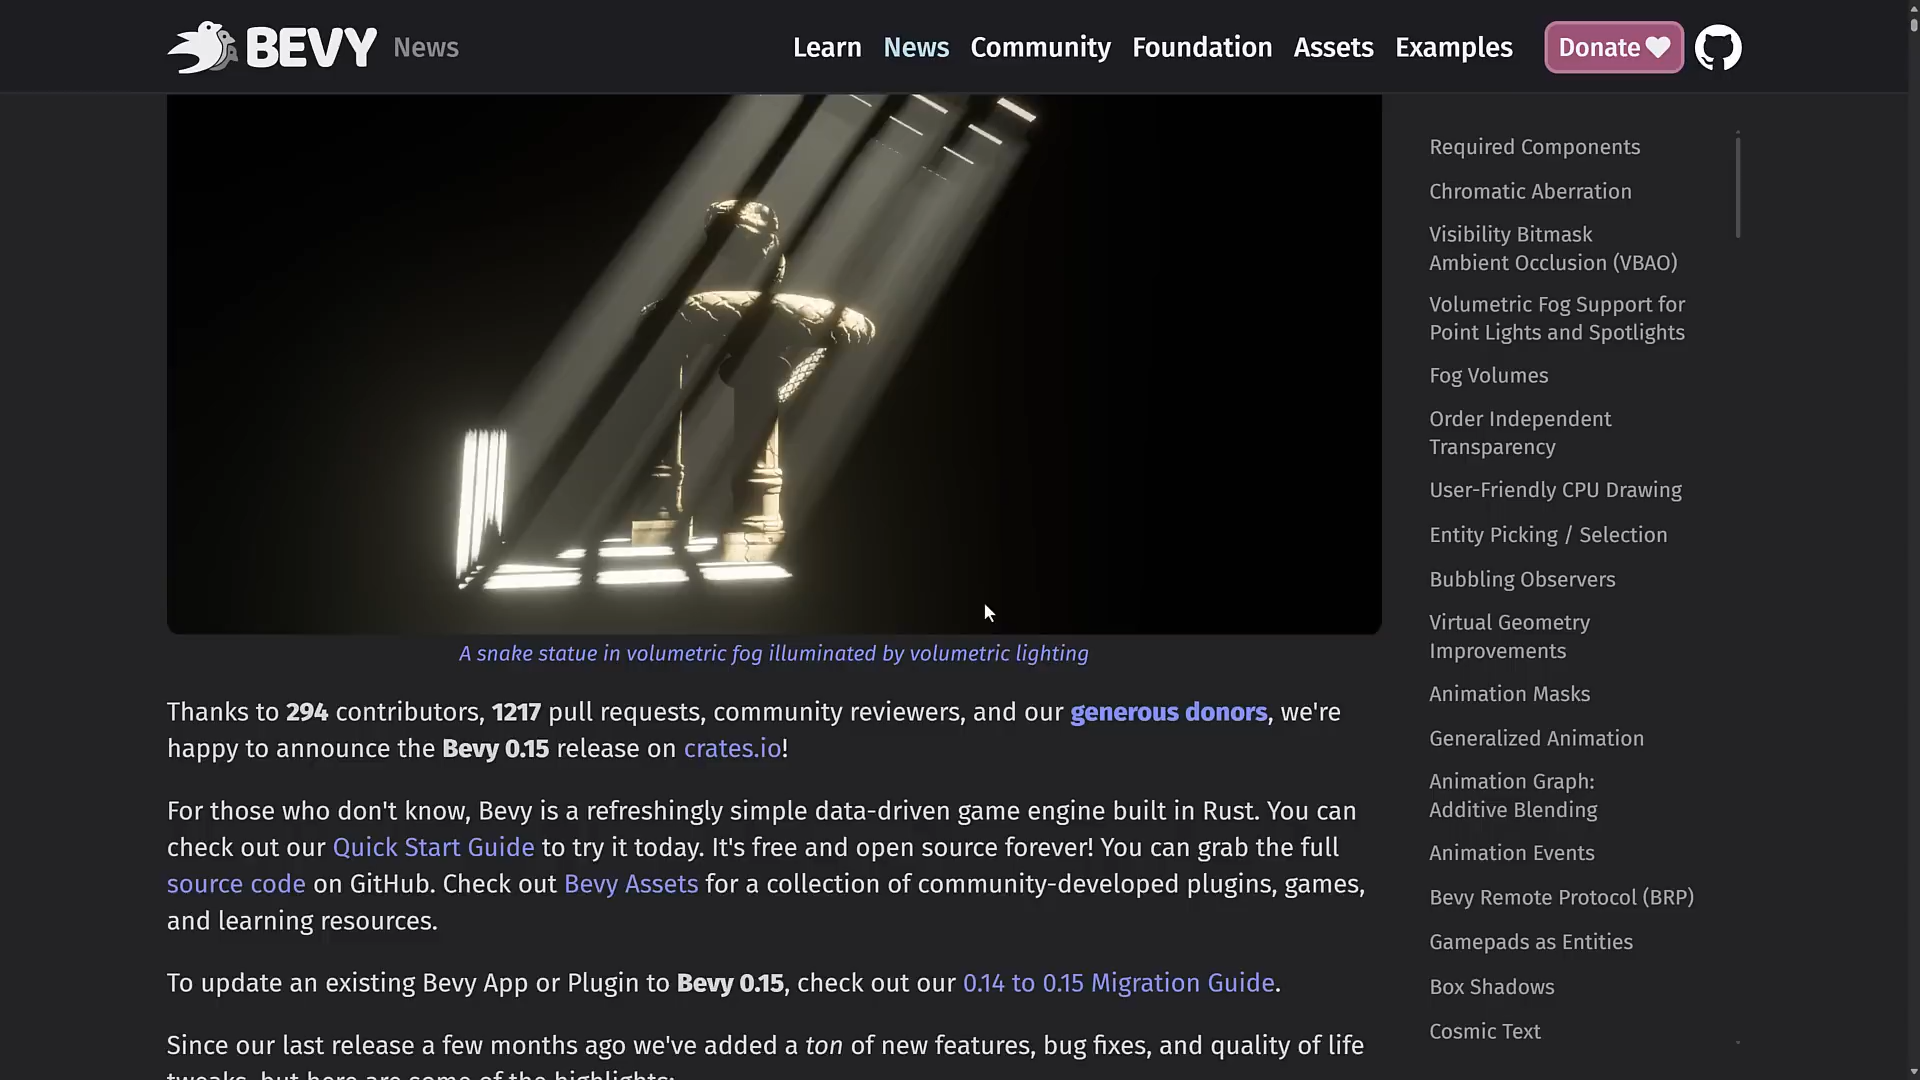 BEVY News
Learn News Community Foundation Assets Examples Donate
Required Components
Chromatic Aberration
Visibility Bitmask
Ambient Occlusion (VBAO)
Volumetric Fog Support for
Point Lights and Spotlights
Fog Volumes
Order Independent
Transparency
User-Friendly CPU Drawing
Entity Picking / Selection
Bubbling Observers
Virtual Geometry
Improvements
Animation Masks
Generalized Animation
Animation Graph:
Additive Blending
Animation Events
Bevy Remote Protocol (BRP)
Gamepads as Entities
Box Shadows
Cosmic Text
A snake statue in volumetric fog illuminated by volumetric lighting
Thanks to 294 contributors, 1217 pull requests, community reviewers, and our generous donors, we're
happy to announce the Bevy 0.15 release on crates.io!
For those who don't know, Bevy is a refreshingly simple data-driven game engine built in Rust. You can
check out our Quick Start Guide to try it today. It's free and open source forever! You can grab the full
source code on GitHub. Check out Bevy Assets for a collection of community-developed plugins, games,
and learning resources.
To update an existing Bevy App or Plugin to Bevy 0.15, check out our 0.14 to 0.15 Migration Guide.
Since our last release a few months ago we've added a ton of new features, bug fixes, and quality of life
tweaks, but here are some of the highlights: